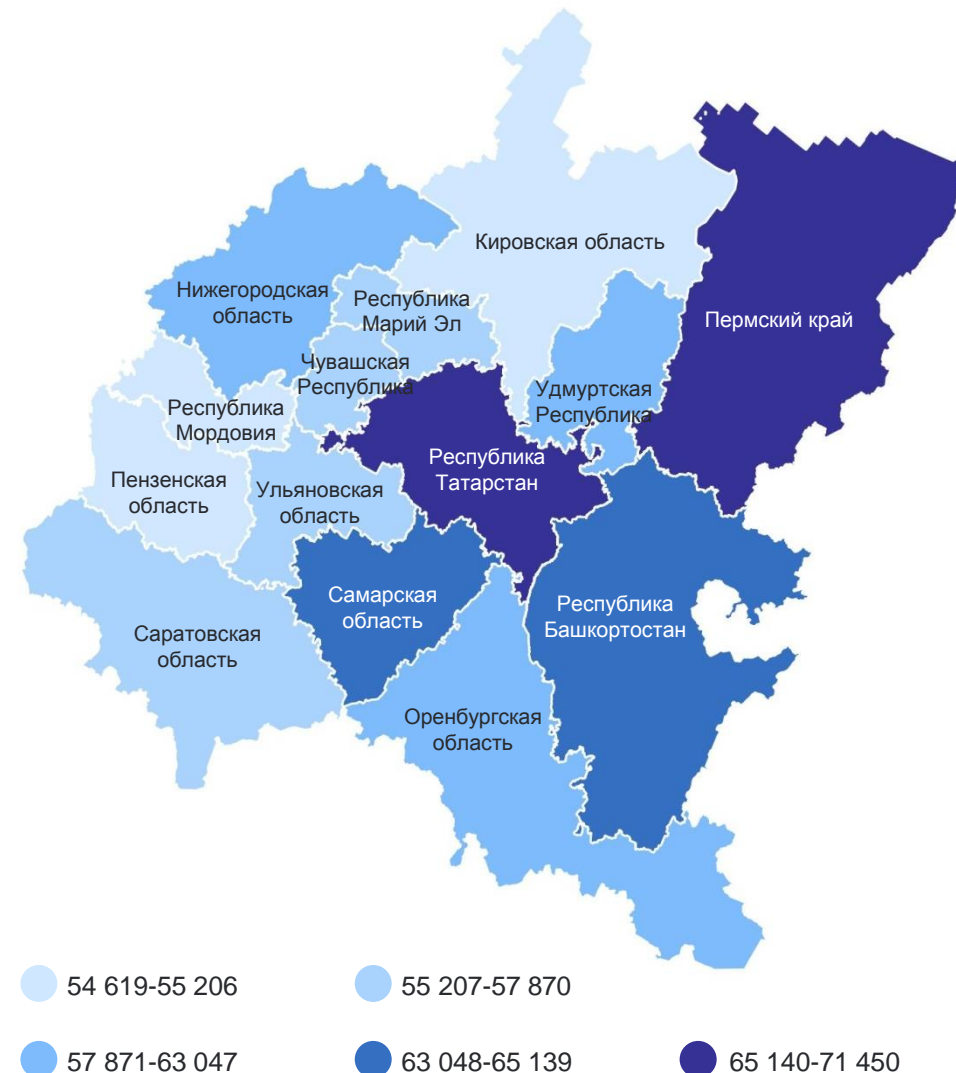 Кировская область
Нижегородская
область
Республика
Марий Эл
Пермский край
Чувашская
Республика
Удмуртская
Республика
Республика
Мордовия
Республика
Татарстан
Пензенская
область
Ульяновская
область
Самарская
область
Республика
Башкортостан
Саратовская
область
Оренбургская
область
54 619-55 206
55 207-57 870
57 871-63 047
63 048-65 139
65 140-71 450